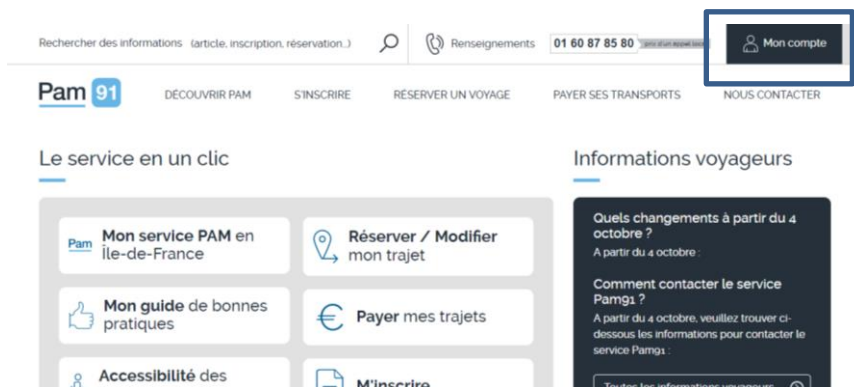 Rechercher des informations (article, inscription, réservation...)
Renseignements
01 60 87 85 80
Mon compte
Pam 91
DÉCOUVRIR PAM
S'INSCRIRE
RÉSERVER UN VOYAGE
PAYER SES TRANSPORTS
NOUS CONTACTER
Le service en un clic
Informations voyageurs
Pam
Mon service PAM en
Île-de-France
Réserver / Modifier
mon trajet
Mon guide de bonnes
pratiques
Payer mes trajets
Accessibilité des
M'inscrire
Quels changements à partir du 4
octobre ?
A partir du 4 octobre :
Comment contacter le service
Pam91 ?
A partir du 4 octobre, veuillez trouver ci-
dessous les informations pour contacter le
service Pam91 :
Toutes les informations voyageurs